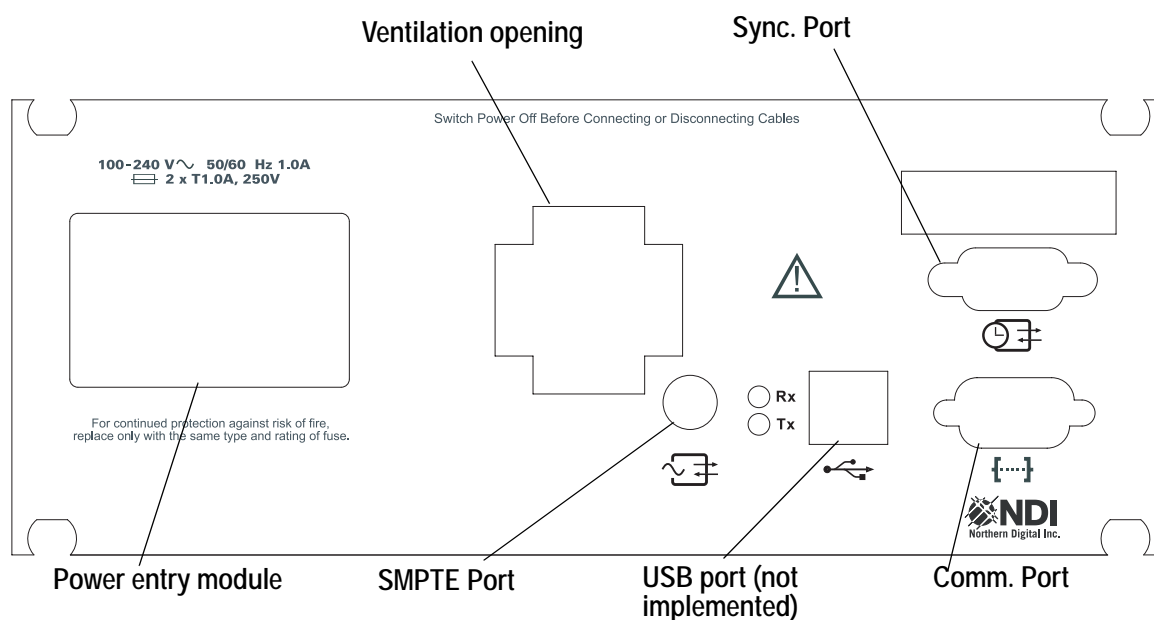 Ventilation opening
Sync. Port
Switch Power Off Before Connecting or Disconnecting Cables
100-240 V∿ 50/60 Hz 1.0A
2 x T1.0A, 250V
Rx
Tx
For continued protection against risk of fire,
replace only with the same type and rating of fuse.
NDI
Northern Digital Inc.
Power entry module
SMPTE Port
USB port (not
implemented)
Comm. Port